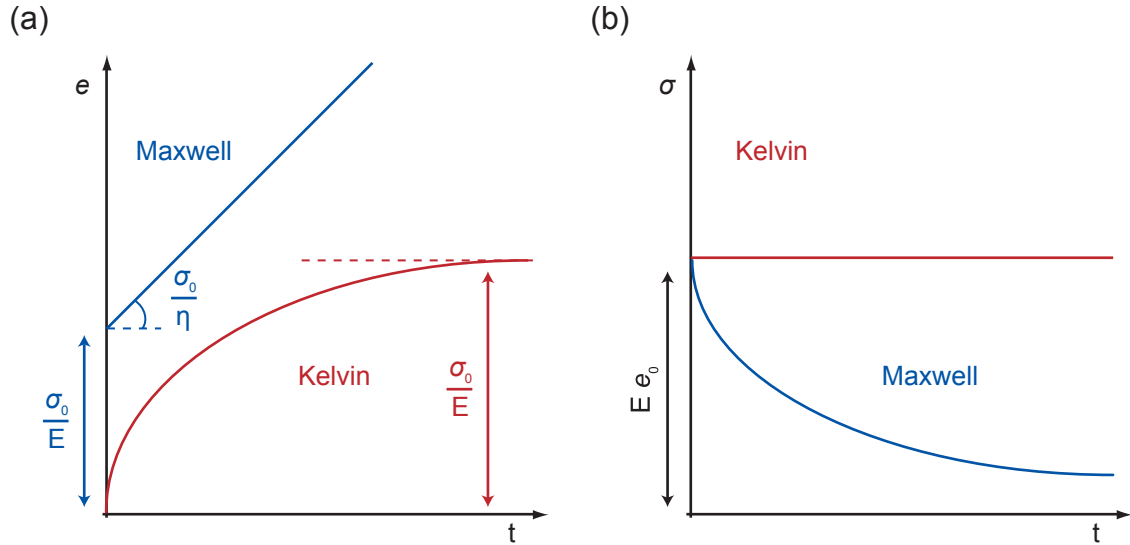 (a)
e
Maxwell
σ₀
η
σ₀
E
Kelvin
σ₀
E
t
(b)
σ
Kelvin
E e₀
Maxwell
t